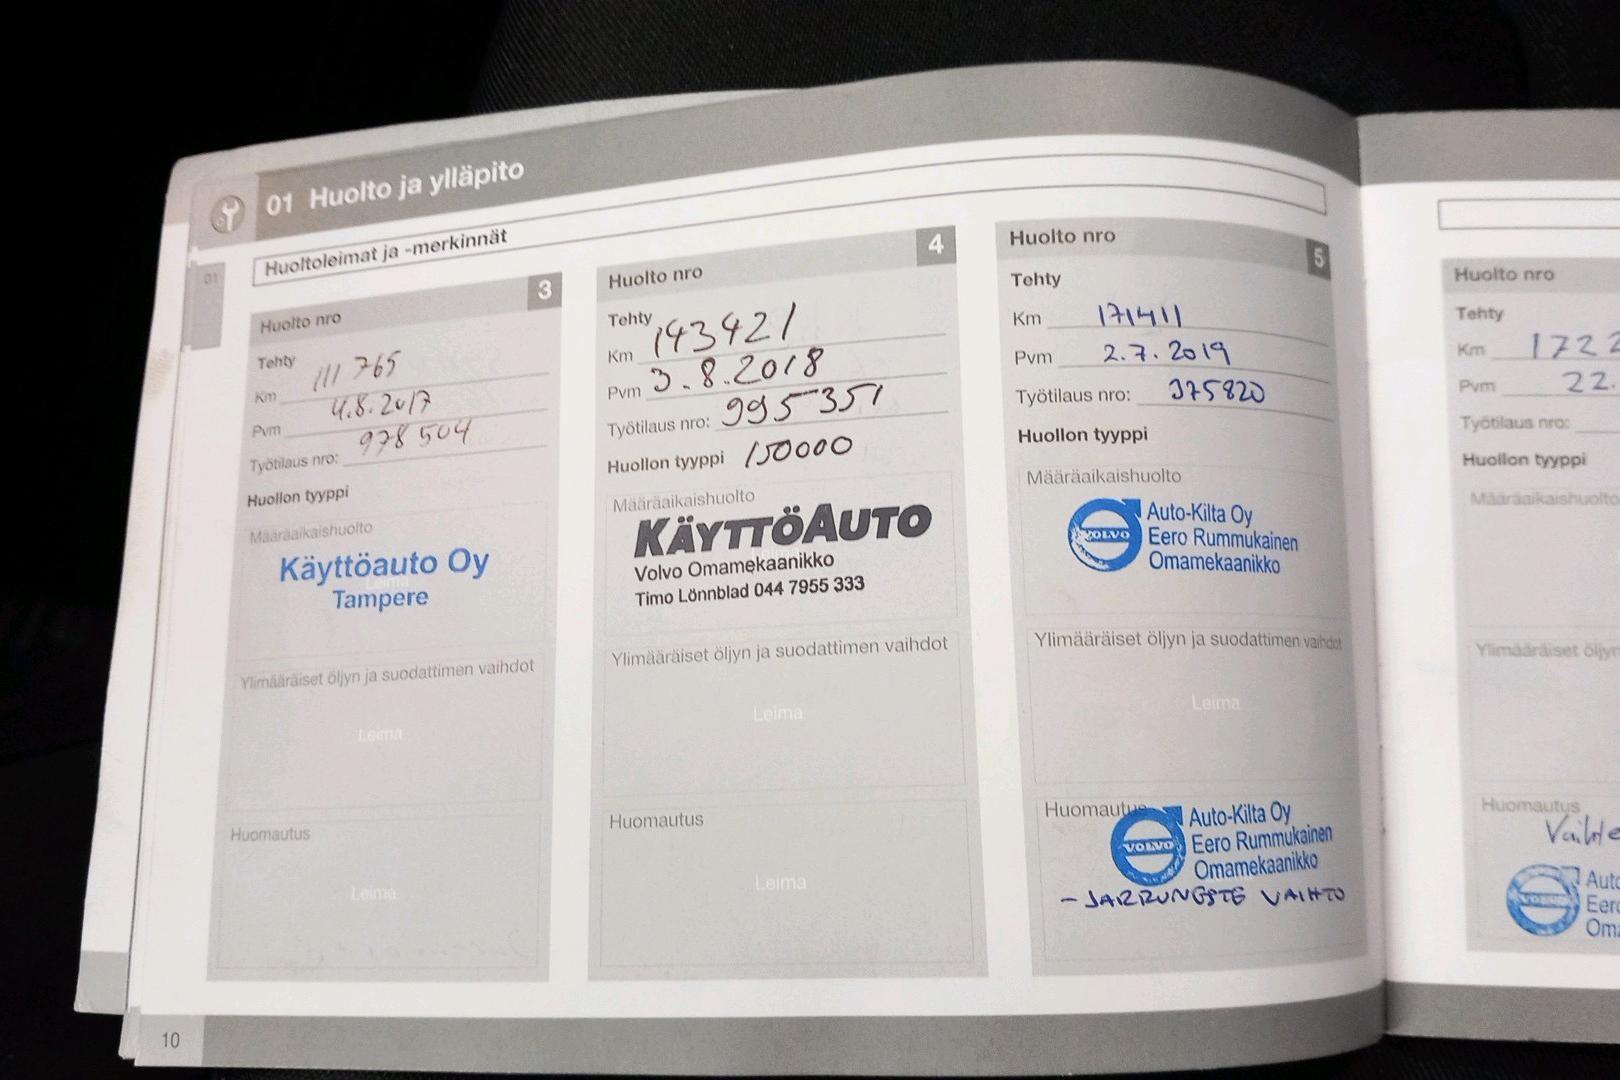 01 Huolto ja ylläpito
01
Huoltoleimat ja -merkinnät
Huolto nro 3
Tehty
Km 111 765
Pvm 4.8.2017
Työtilaus nro: 978 504
Huollon tyyppi
Määräaikaishuolto
Käyttöauto Oy
Leima
Tampere
Ylimääräiset öljyn ja suodattimen vaihdot
Leima
Huomautus
Leima
Huolto nro 4
Tehty
Km 143421
Pvm 3.8.2018
Työtilaus nro: 995351
Huollon tyyppi 150000
Määräaikaishuolto
KÄYTTÖAUTO
Leima
Volvo Omamekaanikko
Timo Lönnblad 044 7955 333
Ylimääräiset öljyn ja suodattimen vaihdot
Leima
Huomautus
Leima
Huolto nro 5
Tehty
Km 171411
Pvm 2.7.2019
Työtilaus nro: 375820
Huollon tyyppi
Määräaikaishuolto
VOLVO
Auto-Kilta Oy
Eero Rummukainen
Omamekaanikko
Ylimääräiset öljyn ja suodattimen vaihdot
Leima
Huomautus
VOLVO
Auto-Kilta Oy
Eero Rummukainen
Omamekaanikko
- JARRUNESTE VAIHTO
Huolto nro
Tehty
Km 1722
Pvm 22.
Työtilaus nro:
Huollon tyyppi
Määräaikaishuolto
Ylimääräiset öljyn
Huomautus
VOLVO
10